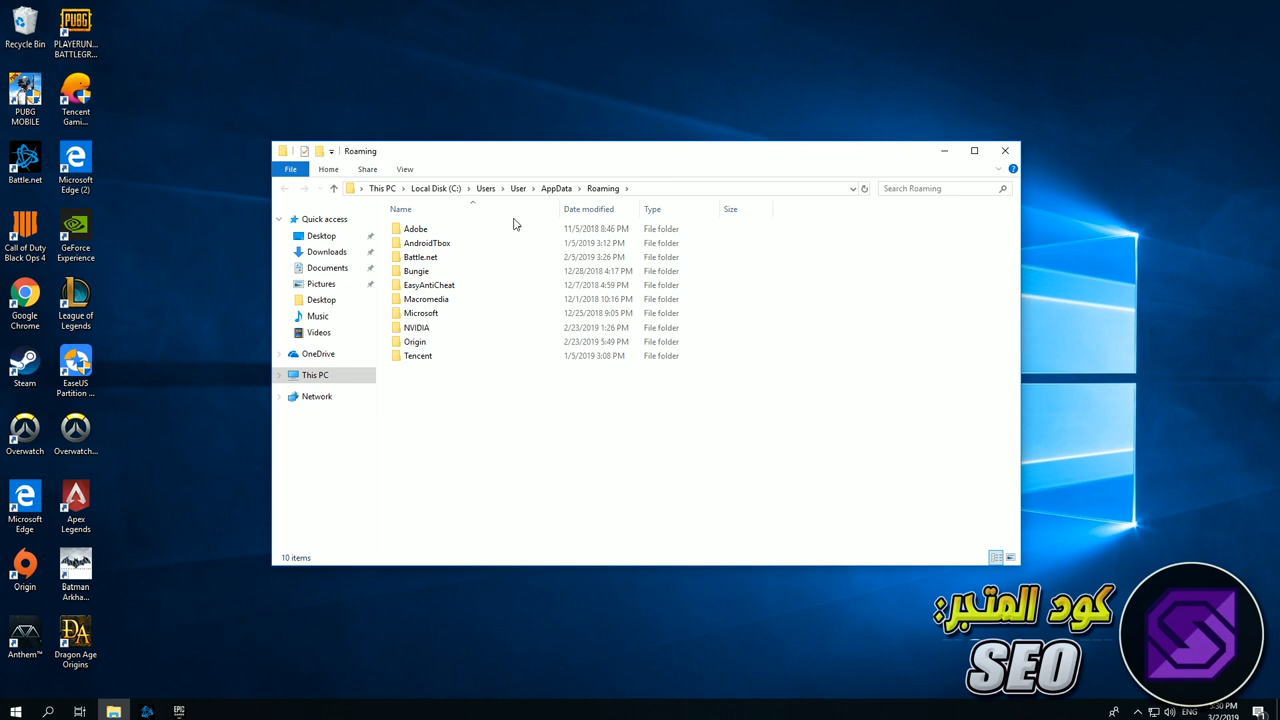 Recycle Bin
PLAYERUN...
BATTLEGR...
PUBG
MOBILE
Tencent
Gami...
Battle.net
Microsoft
Edge (2)
Call of Duty
Black Ops 4
GeForce
Experience
Google
Chrome
League of
Legends
Steam
EaseUS
Partition ...
Overwatch
Overwatch...
Microsoft
Edge
Apex
Legends
Origin
Batman
Arkha...
Anthem™
Dragon Age
Origins
Roaming
File Home Share View
This PC > Local Disk (C:) > Users > User > AppData > Roaming >
Search Roaming
Quick access
Desktop
Downloads
Documents
Pictures
Desktop
Music
Videos
OneDrive
This PC
Network
Name Date modified Type Size
Adobe 11/5/2018 8:46 PM File folder
AndroidTbox 1/5/2019 3:12 PM File folder
Battle.net 2/5/2019 3:26 PM File folder
Bungie 12/28/2018 4:17 PM File folder
EasyAntiCheat 12/7/2018 4:59 PM File folder
Macromedia 12/1/2018 10:16 PM File folder
Microsoft 12/25/2018 9:05 PM File folder
NVIDIA 2/23/2019 1:26 PM File folder
Origin 2/23/2019 5:49 PM File folder
Tencent 1/5/2019 3:08 PM File folder
10 items
كود المتجر:
SEO
EPIC
ENG
5:30 PM
3/2/2019